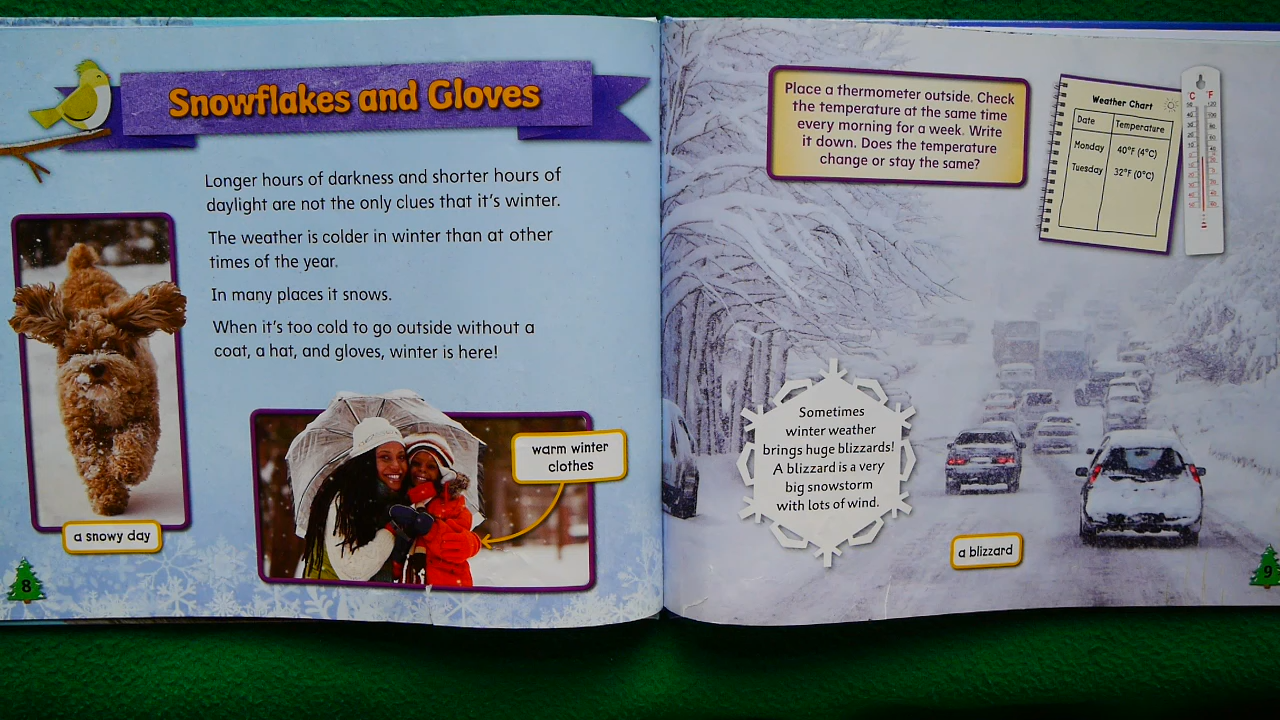 Snowflakes and Gloves
Longer hours of darkness and shorter hours of
daylight are not the only clues that it's winter.
The weather is colder in winter than at other
times of the year.
In many places it snows.
When it's too cold to go outside without a
coat, a hat, and gloves, winter is here!
a snowy day
warm winter
clothes
8
Place a thermometer outside. Check
the temperature at the same time
every morning for a week. Write
it down. Does the temperature
change or stay the same?
Weather Chart
Date Temperature
Monday 40°F (4°C)
Tuesday 32°F (0°C)
°C °F
Sometimes
winter weather
brings huge blizzards!
A blizzard is a very
big snowstorm
with lots of wind.
a blizzard
9